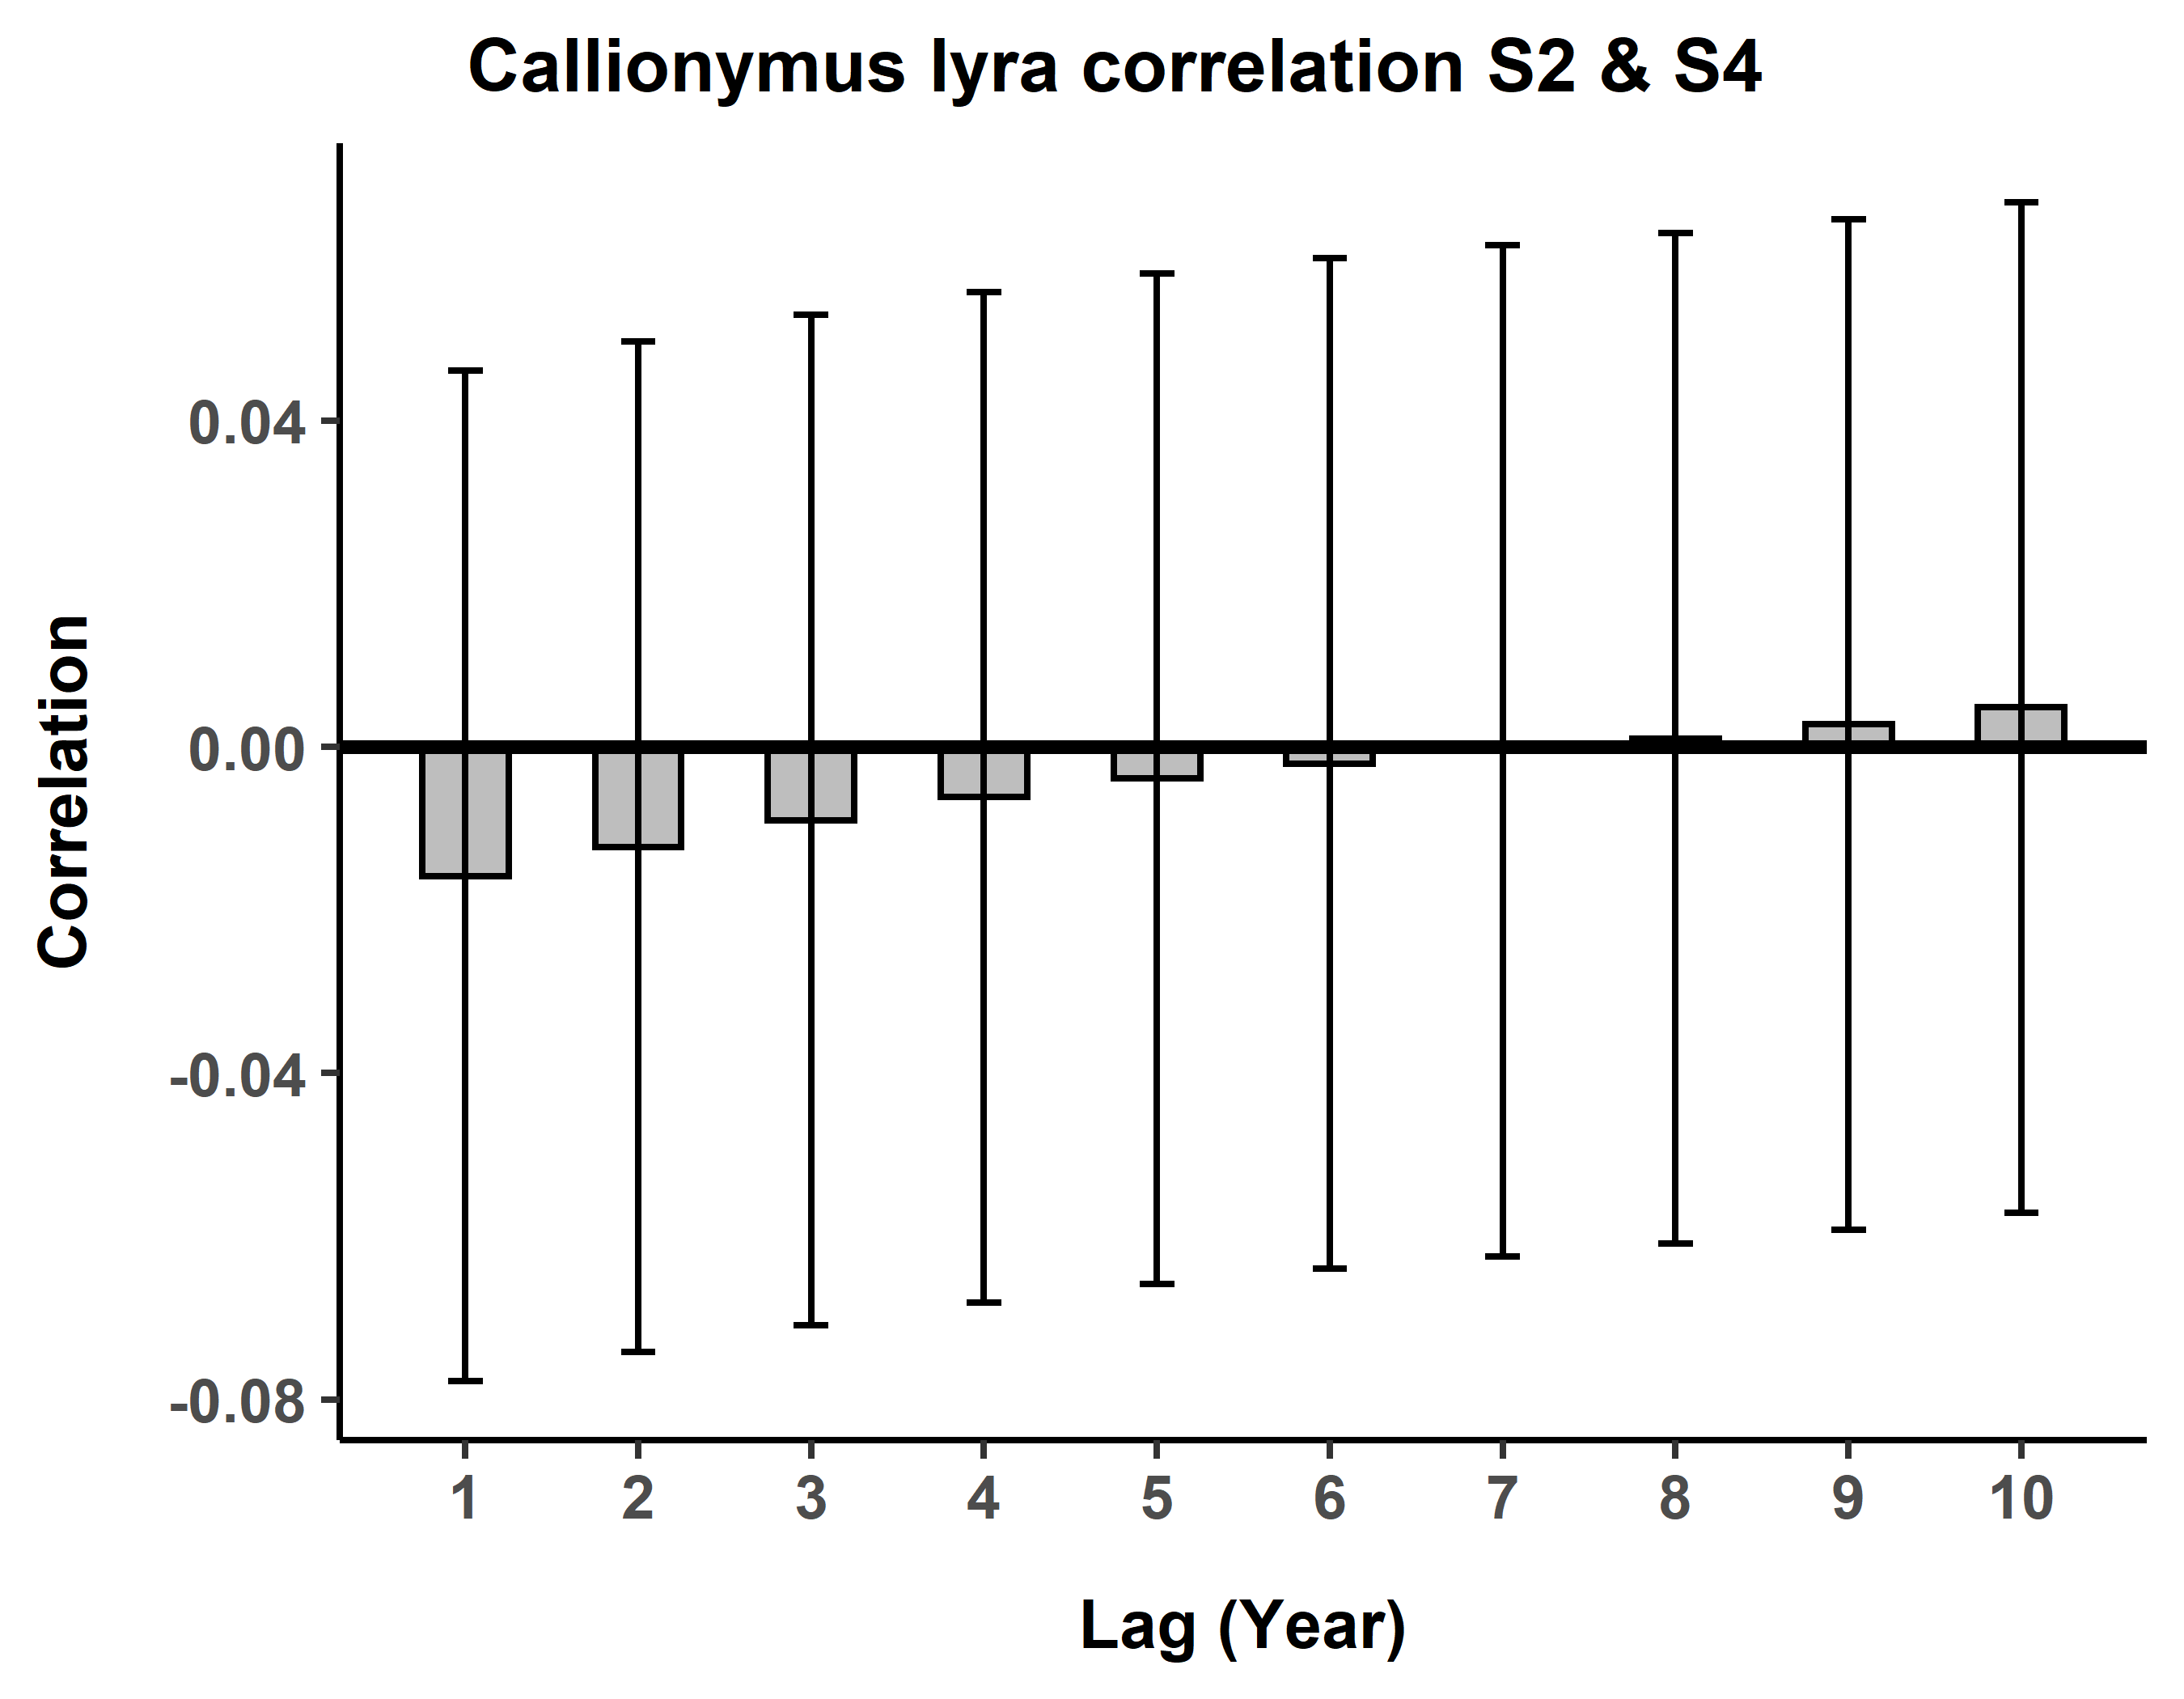 Callionymus lyra correlation S2 & S4
Correlation
0.04
0.00
-0.04
-0.08
1 2 3 4 5 6 7 8 9 10
Lag (Year)